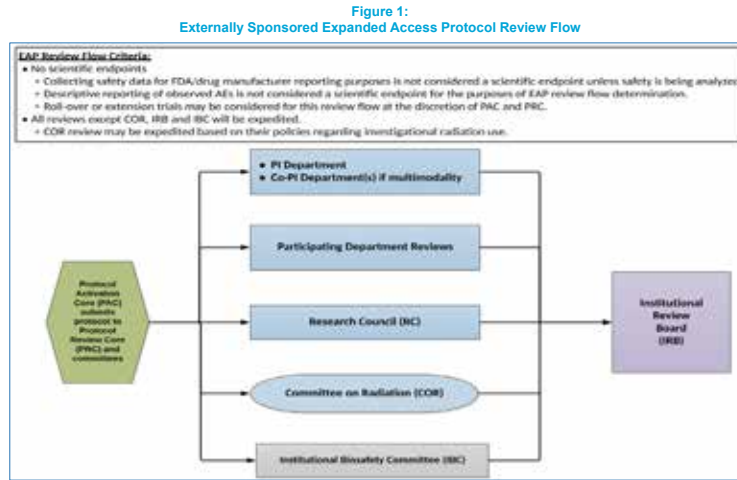 Figure 1:
Externally Sponsored Expanded Access Protocol Review Flow
EAP Review Flow Criteria:
• No scientific endpoints
◦ Collecting safety data for FDA/drug manufacturer reporting purposes is not considered a scientific endpoint unless safety is being analyzed
◦ Descriptive reporting of observed AEs is not considered a scientific endpoint for the purposes of EAP review flow determination.
◦ Roll-over or extension trials may be considered for this review flow at the discretion of PAC and PRC.
• All reviews except COR, IRB and IBC will be expedited.
◦ COR review may be expedited based on their policies regarding investigational radiation use.
• PI Department
• Co-PI Department(s) if multimodality
Participating Department Reviews
Protocol
Activation
Core (PAC)
submits
protocol to
Protocol
Review Core
(PRC) and
committees
Research Council (RC)
Institutional
Review
Board
(IRB)
Committee on Radiation (COR)
Institutional Biosafety Committee (IBC)